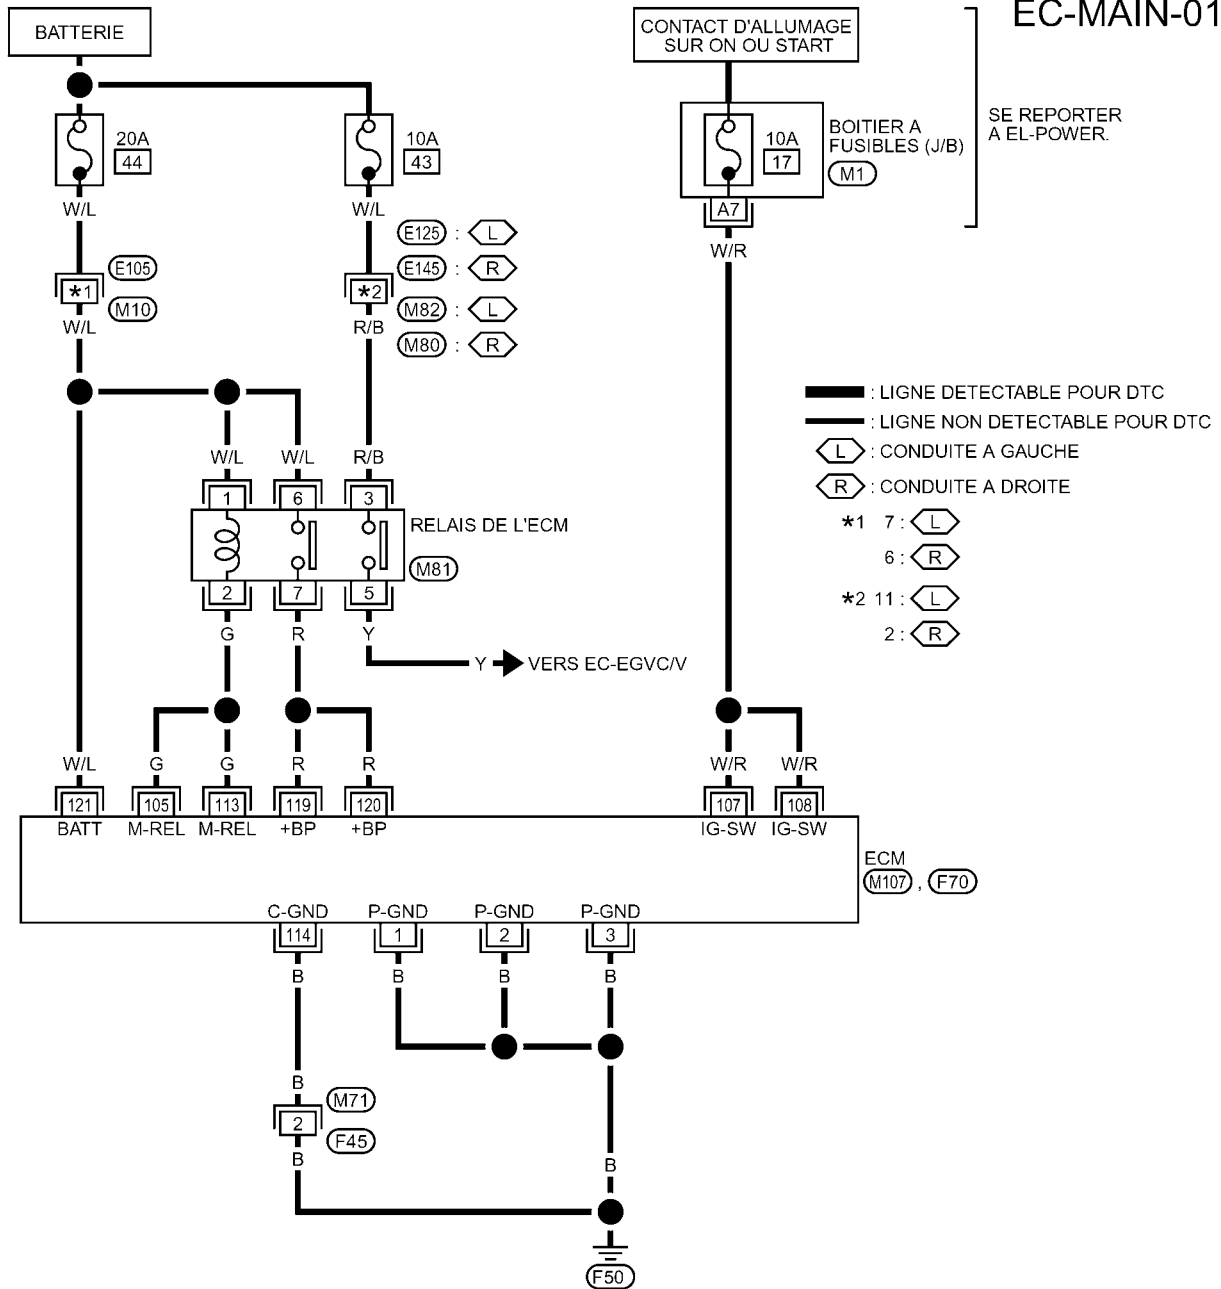 EC-MAIN-01
BATTERIE
CONTACT D'ALLUMAGE
SUR ON OU START
20A
44
10A
43
10A
17
BOITIER A
FUSIBLES (J/B)
M1
SE REPORTER
A EL-POWER.
W/L
W/L
A7
W/R
E125 : L
E145 : R
M82 : L
M80 : R
*1
E105
M10
*2
W/L
R/B
: LIGNE DETECTABLE POUR DTC
: LIGNE NON DETECTABLE POUR DTC
L : CONDUITE A GAUCHE
R : CONDUITE A DROITE
*1 7 : L
6 : R
*2 11 : L
2 : R
W/L W/L R/B
1 6 3
RELAIS DE L'ECM
M81
2 7 5
G R Y
Y VERS EC-EGVC/V
W/L G G R R W/R W/R
121 105 113 119 120 107 108
BATT M-REL M-REL +BP +BP IG-SW IG-SW
ECM
M107 , F70
C-GND P-GND P-GND P-GND
114 1 2 3
B B B B
B
M71
2
F45
B
B
F50